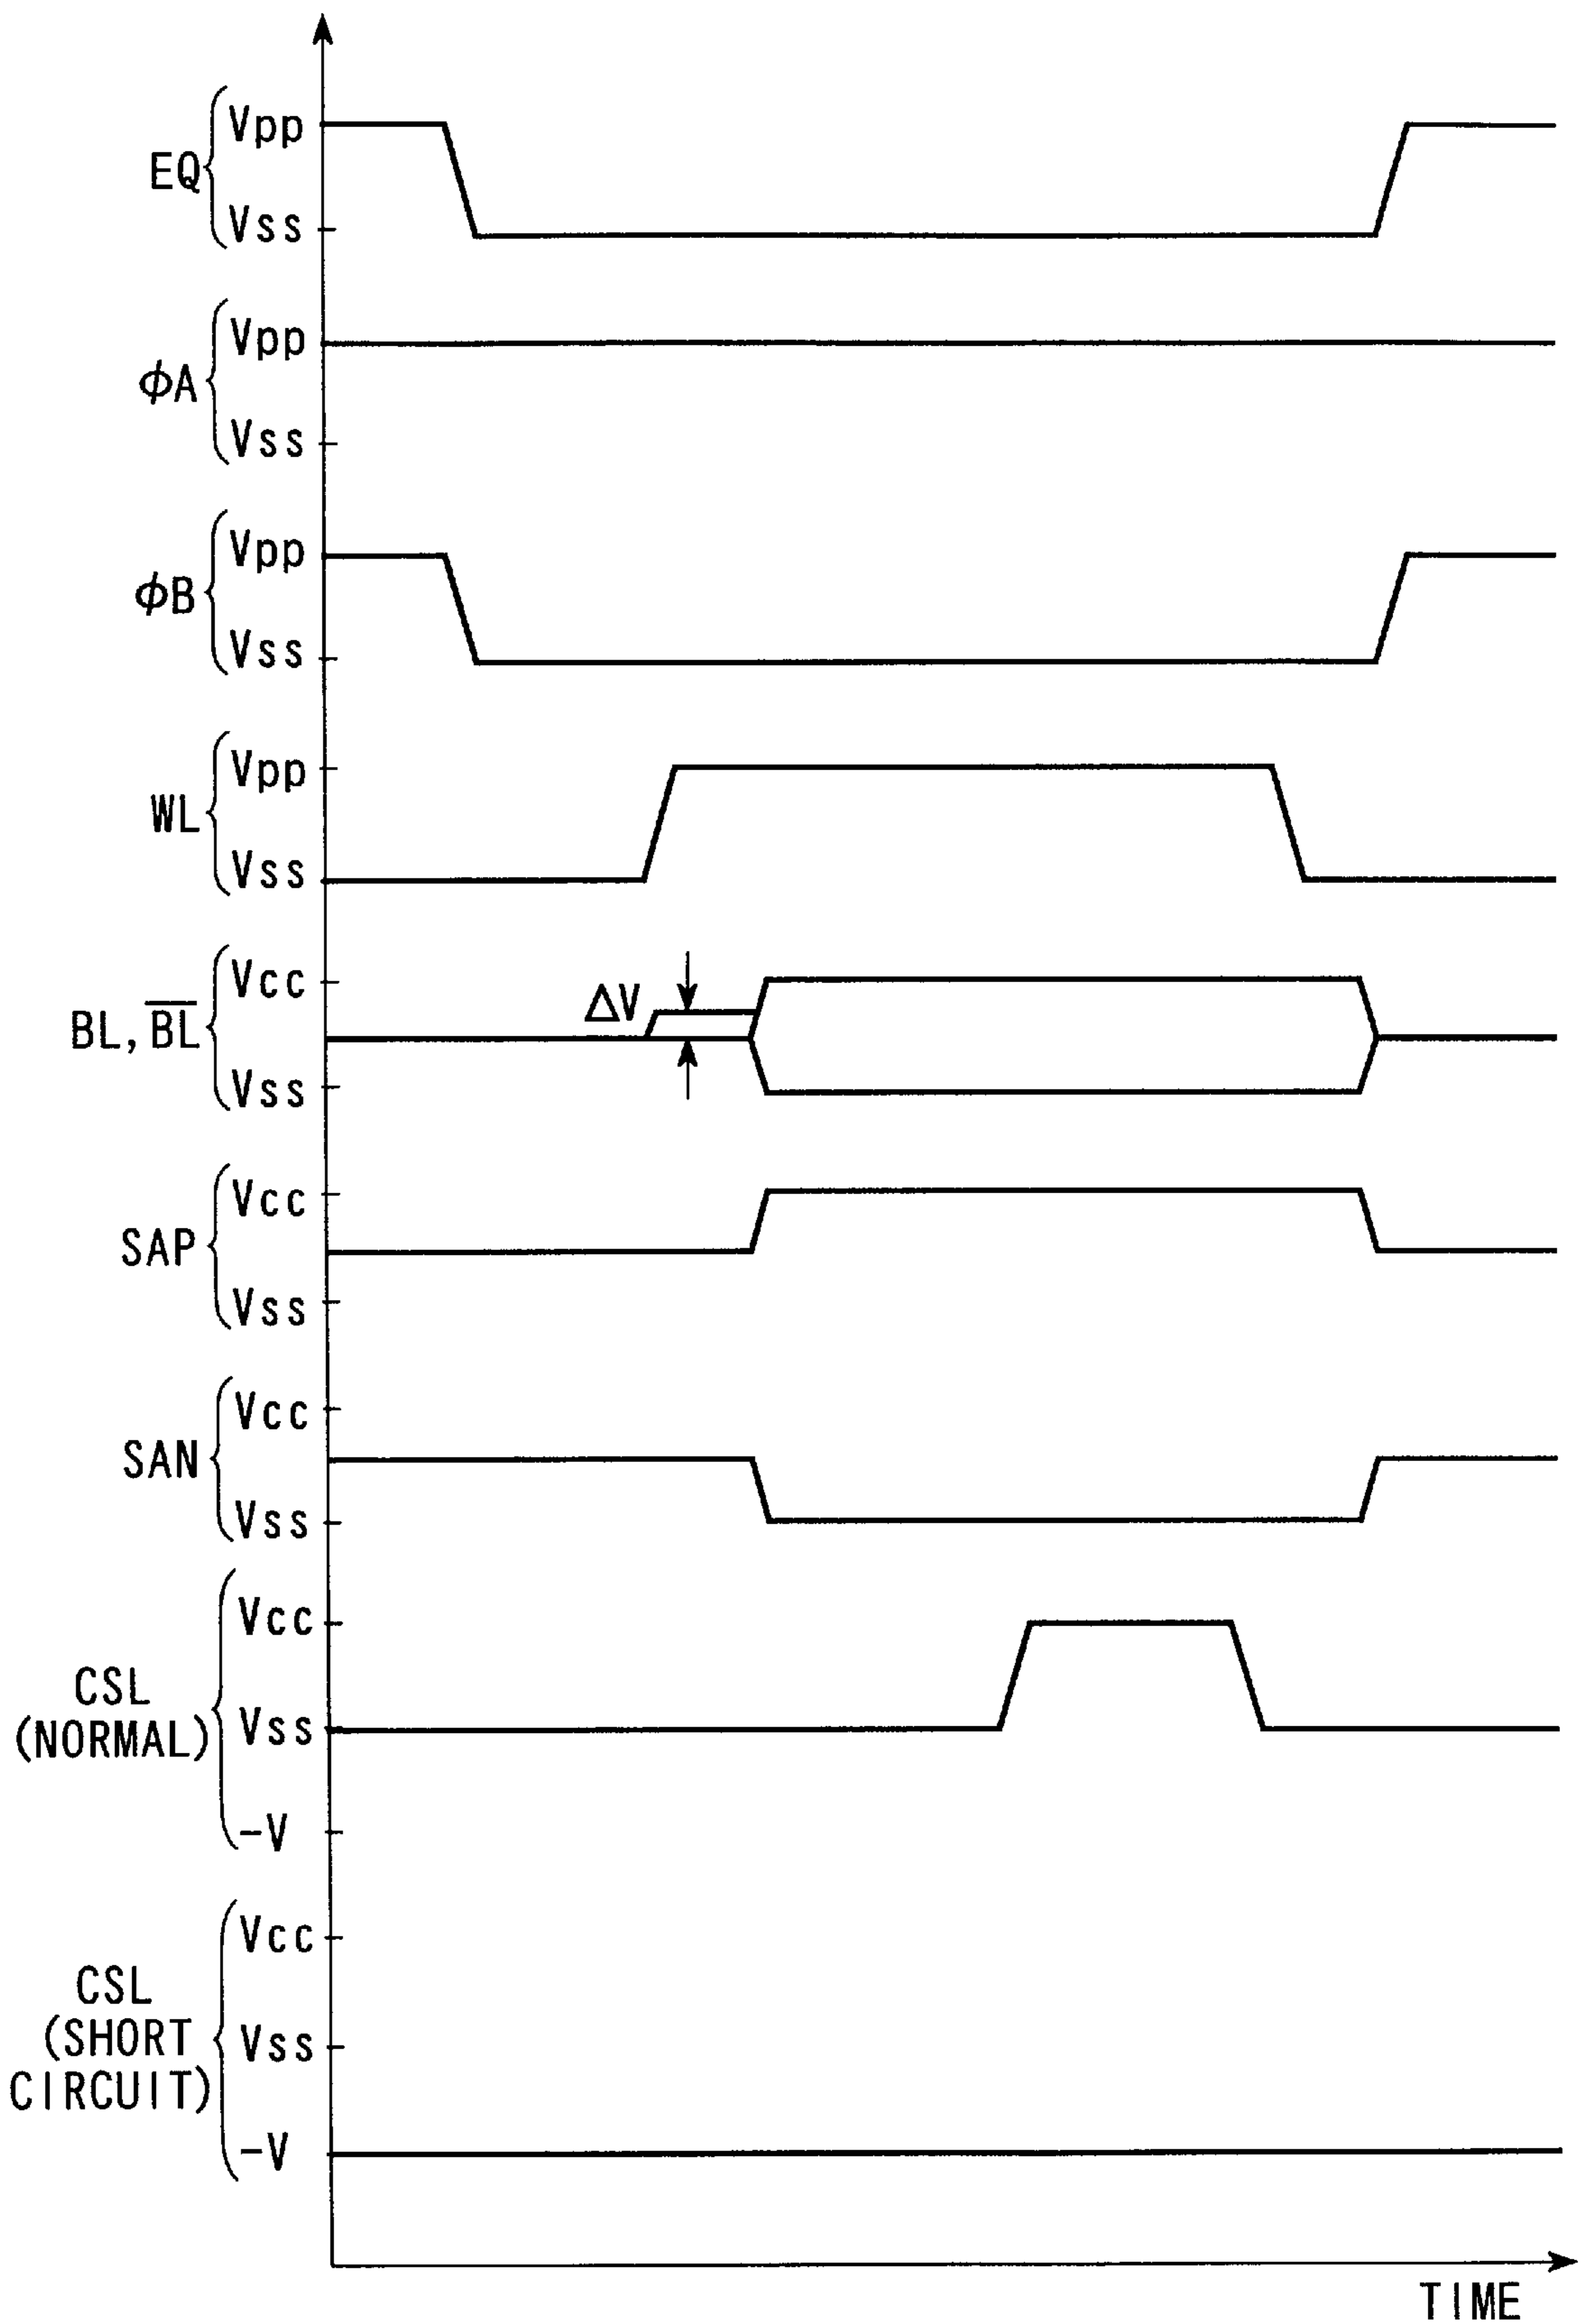 EQ
Vpp
Vss
ϕA
Vpp
Vss
ϕB
Vpp
Vss
WL
Vpp
Vss
BL, B̅L̅
Vcc
Vss
ΔV
SAP
Vcc
Vss
SAN
Vcc
Vss
CSL
(NORMAL)
Vcc
Vss
-V
CSL
(SHORT
CIRCUIT)
Vcc
Vss
-V
TIME